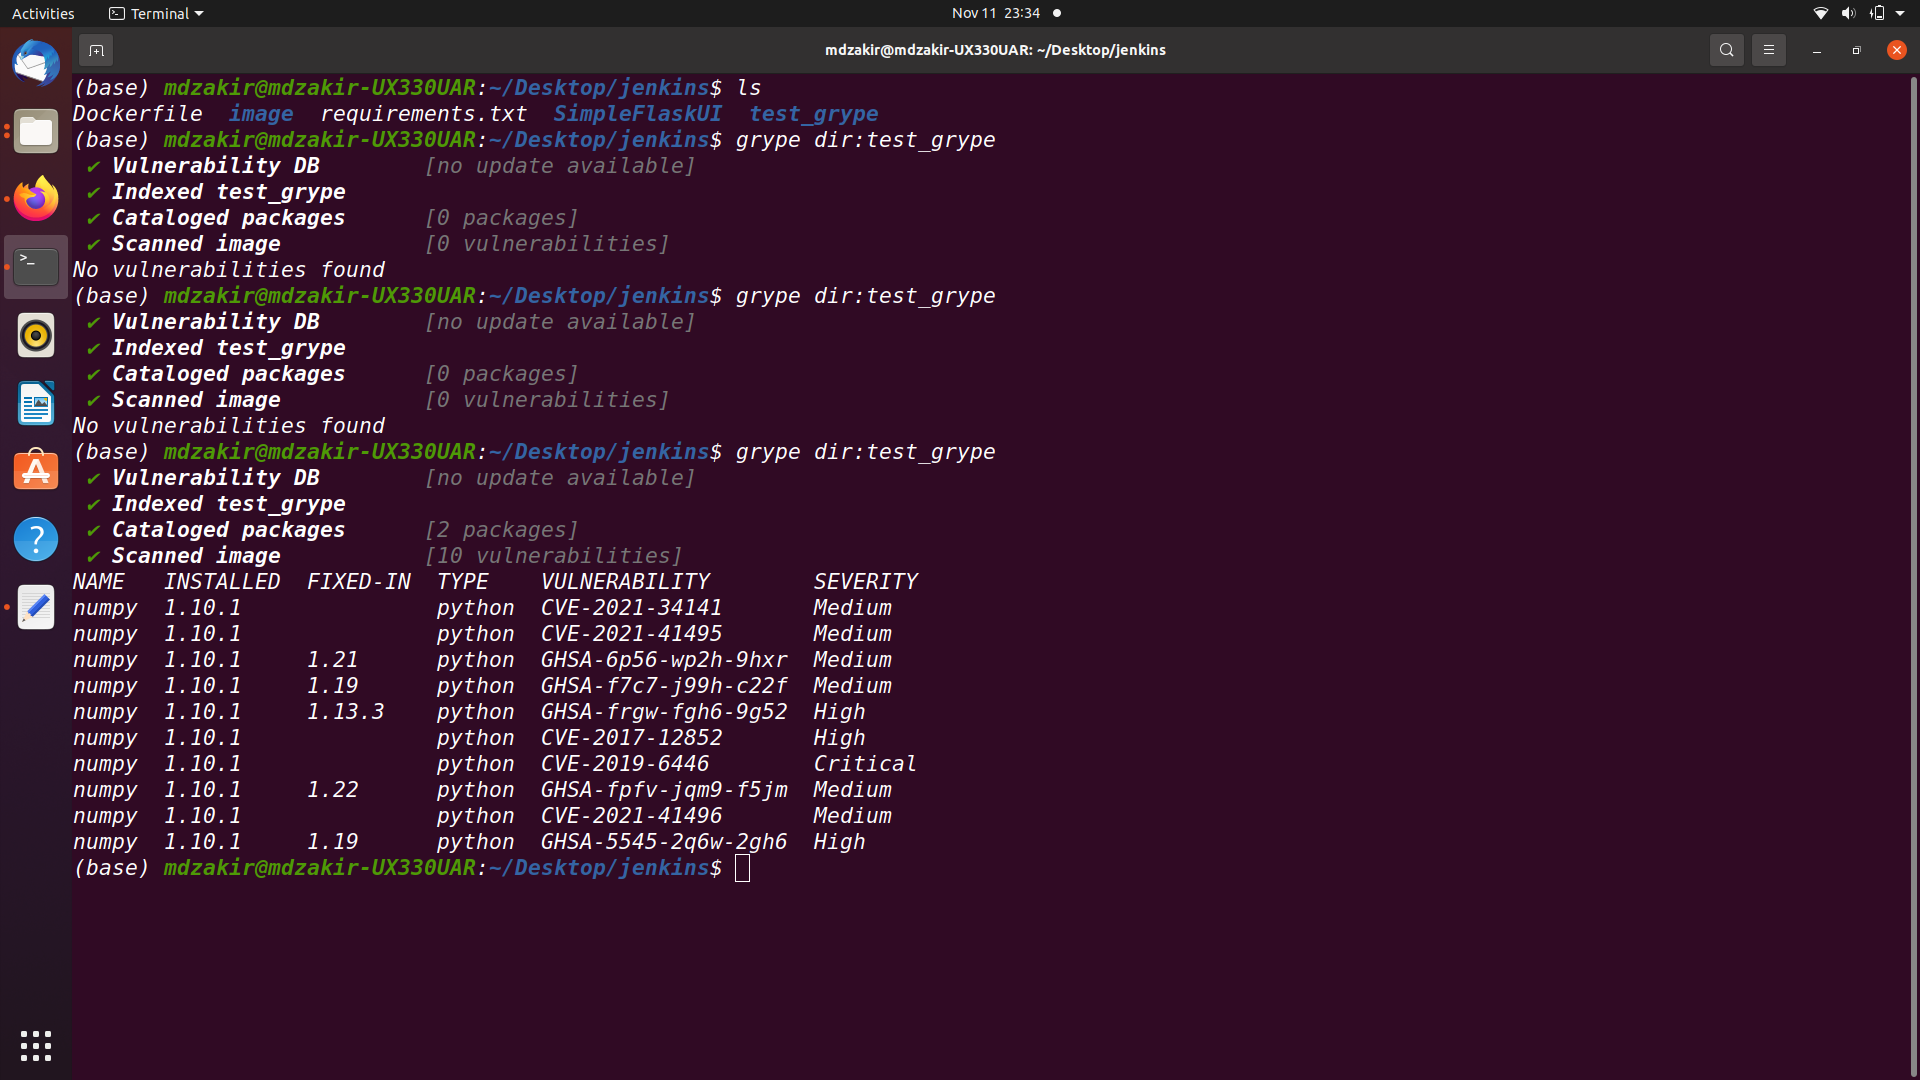 Activities Terminal Nov 11 23:34
mdzakir@mdzakir-UX330UAR: ~/Desktop/jenkins
(base) mdzakir@mdzakir-UX330UAR:~/Desktop/jenkins$ ls
Dockerfile image requirements.txt SimpleFlaskUI test_grype
(base) mdzakir@mdzakir-UX330UAR:~/Desktop/jenkins$ grype dir:test_grype
✔ Vulnerability DB [no update available]
✔ Indexed test_grype
✔ Cataloged packages [0 packages]
✔ Scanned image [0 vulnerabilities]
No vulnerabilities found
(base) mdzakir@mdzakir-UX330UAR:~/Desktop/jenkins$ grype dir:test_grype
✔ Vulnerability DB [no update available]
✔ Indexed test_grype
✔ Cataloged packages [0 packages]
✔ Scanned image [0 vulnerabilities]
No vulnerabilities found
(base) mdzakir@mdzakir-UX330UAR:~/Desktop/jenkins$ grype dir:test_grype
✔ Vulnerability DB [no update available]
✔ Indexed test_grype
✔ Cataloged packages [2 packages]
✔ Scanned image [10 vulnerabilities]
NAME INSTALLED FIXED-IN TYPE VULNERABILITY SEVERITY
numpy 1.10.1 python CVE-2021-34141 Medium
numpy 1.10.1 python CVE-2021-41495 Medium
numpy 1.10.1 1.21 python GHSA-6p56-wp2h-9hxr Medium
numpy 1.10.1 1.19 python GHSA-f7c7-j99h-c22f Medium
numpy 1.10.1 1.13.3 python GHSA-frgw-fgh6-9g52 High
numpy 1.10.1 python CVE-2017-12852 High
numpy 1.10.1 python CVE-2019-6446 Critical
numpy 1.10.1 1.22 python GHSA-fpfv-jqm9-f5jm Medium
numpy 1.10.1 python CVE-2021-41496 Medium
numpy 1.10.1 1.19 python GHSA-5545-2q6w-2gh6 High
(base) mdzakir@mdzakir-UX330UAR:~/Desktop/jenkins$